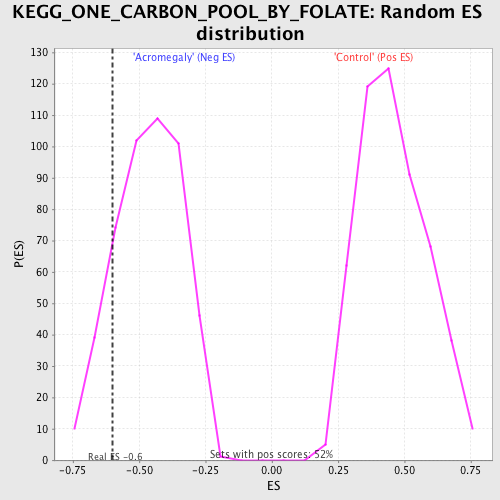 KEGG_ONE_CARBON_POOL_BY_FOLATE: Random ES
distribution
'Acromegaly' (Neg ES)
'Control' (Pos ES)
P(ES)
130
120
110
100
90
80
70
60
50
40
30
20
10
0
Real ES -0.6
Sets with pos scores: 52%
-0.75
-0.50
-0.25
0.00
0.25
0.50
0.75
ES